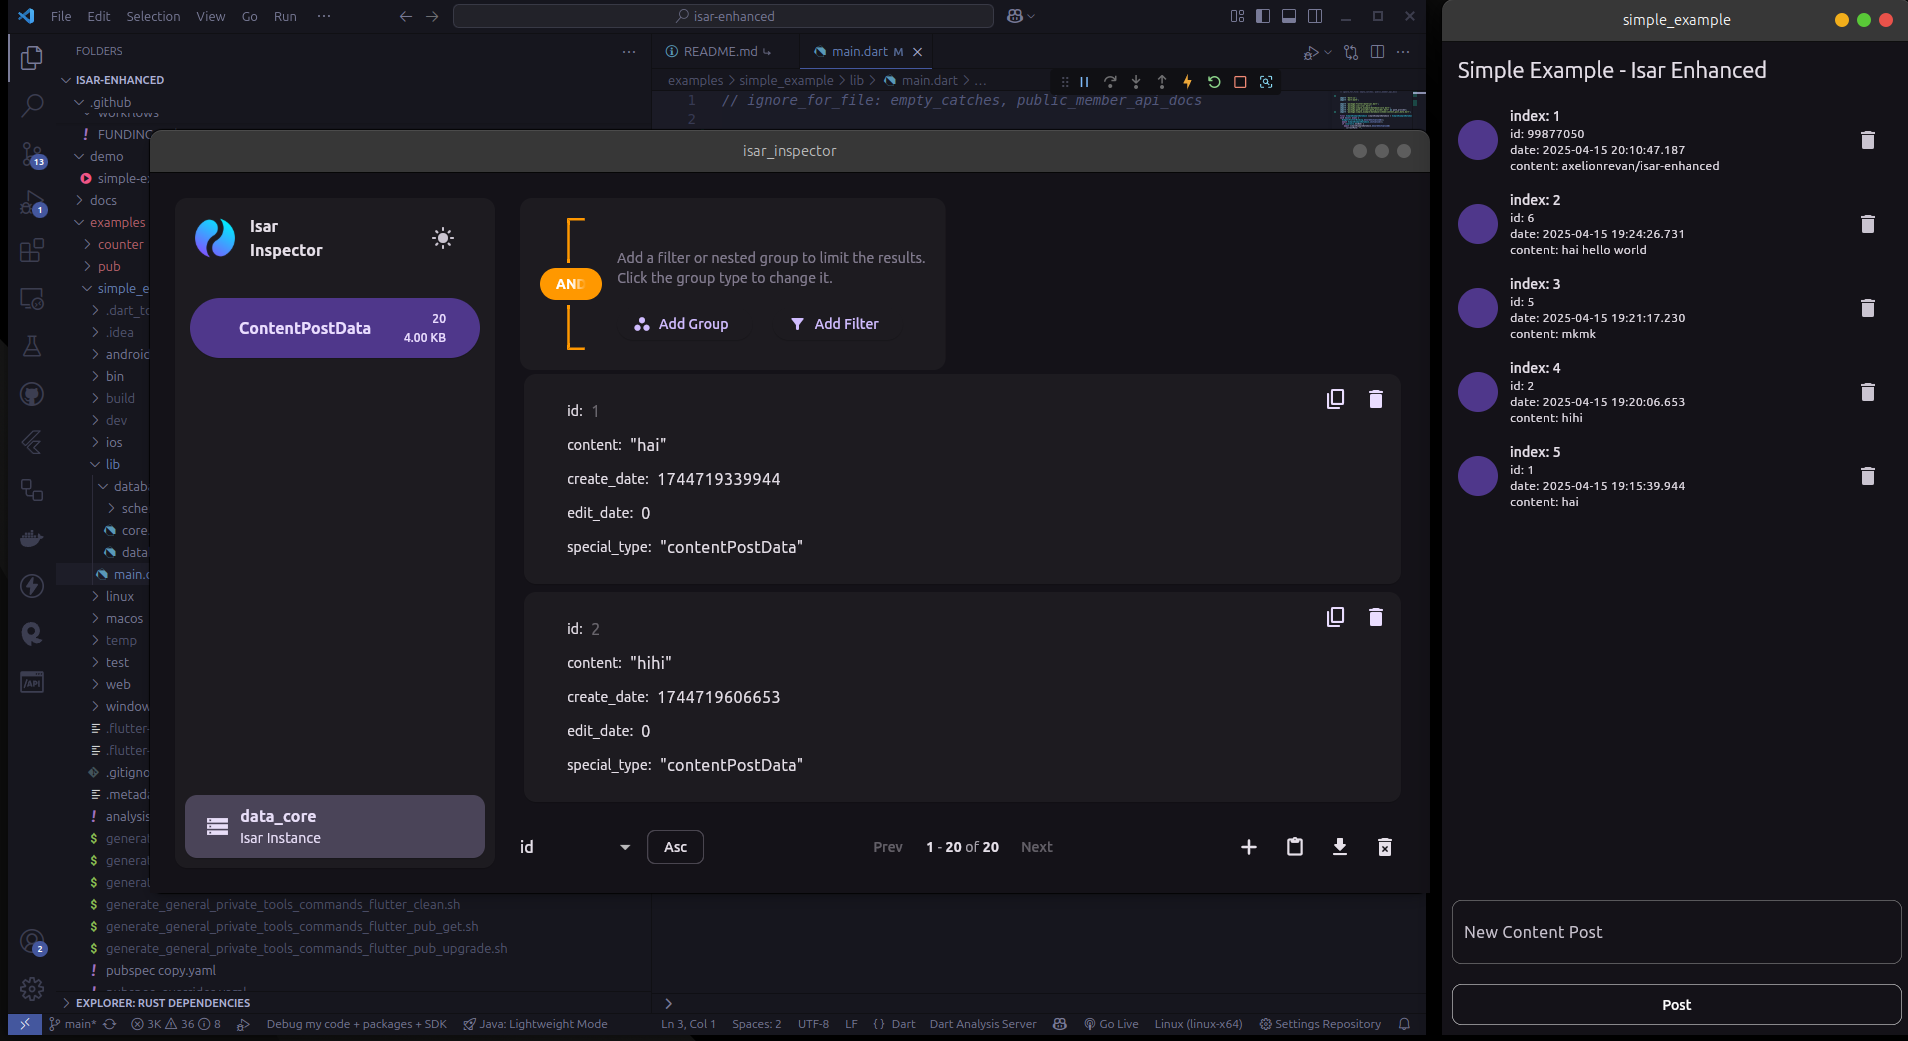 File Edit Selection View Go Run ···
isar-enhanced
FOLDERS
ISAR-ENHANCED
.github
workflows
FUNDING
demo
simple-e
docs
examples
counter
pub
simple_e
.dart_to
.idea
android
bin
build
dev
ios
lib
datab
sche
core
data
main.d
linux
macos
temp
test
web
window
.flutter-
.flutter-
.gitigno
.metada
analysis
general
general
general
generate_general_private_tools_commands_flutter_clean.sh
generate_general_private_tools_commands_flutter_pub_get.sh
generate_general_private_tools_commands_flutter_pub_upgrade.sh
pubspec copy.yaml
EXPLORER: RUST DEPENDENCIES
13
1
2
README.md
main.dart M
examples > simple_example > lib > main.dart > ...
1 // ignore_for_file: empty_catches, public_member_api_docs
2
isar_inspector
Isar
Inspector
ContentPostData
20
4.00 KB
data_core
Isar Instance
AND
Add a filter or nested group to limit the results.
Click the group type to change it.
Add Group Add Filter
id: 1
content: "hai"
create_date: 1744719339944
edit_date: 0
special_type: "contentPostData"
id: 2
content: "hihi"
create_date: 1744719606653
edit_date: 0
special_type: "contentPostData"
id Asc Prev 1 - 20 of 20 Next
main* 3K 36 8 Debug my code + packages + SDK Java: Lightweight Mode Ln 3, Col 1 Spaces: 2 UTF-8 LF {} Dart Dart Analysis Server Go Live Linux (linux-x64) Settings Repository
simple_example
Simple Example - Isar Enhanced
index: 1
id: 99877050
date: 2025-04-15 20:10:47.187
content: axelionrevan/isar-enhanced
index: 2
id: 6
date: 2025-04-15 19:24:26.731
content: hai hello world
index: 3
id: 5
date: 2025-04-15 19:21:17.230
content: mkmk
index: 4
id: 2
date: 2025-04-15 19:20:06.653
content: hihi
index: 5
id: 1
date: 2025-04-15 19:15:39.944
content: hai
New Content Post
Post